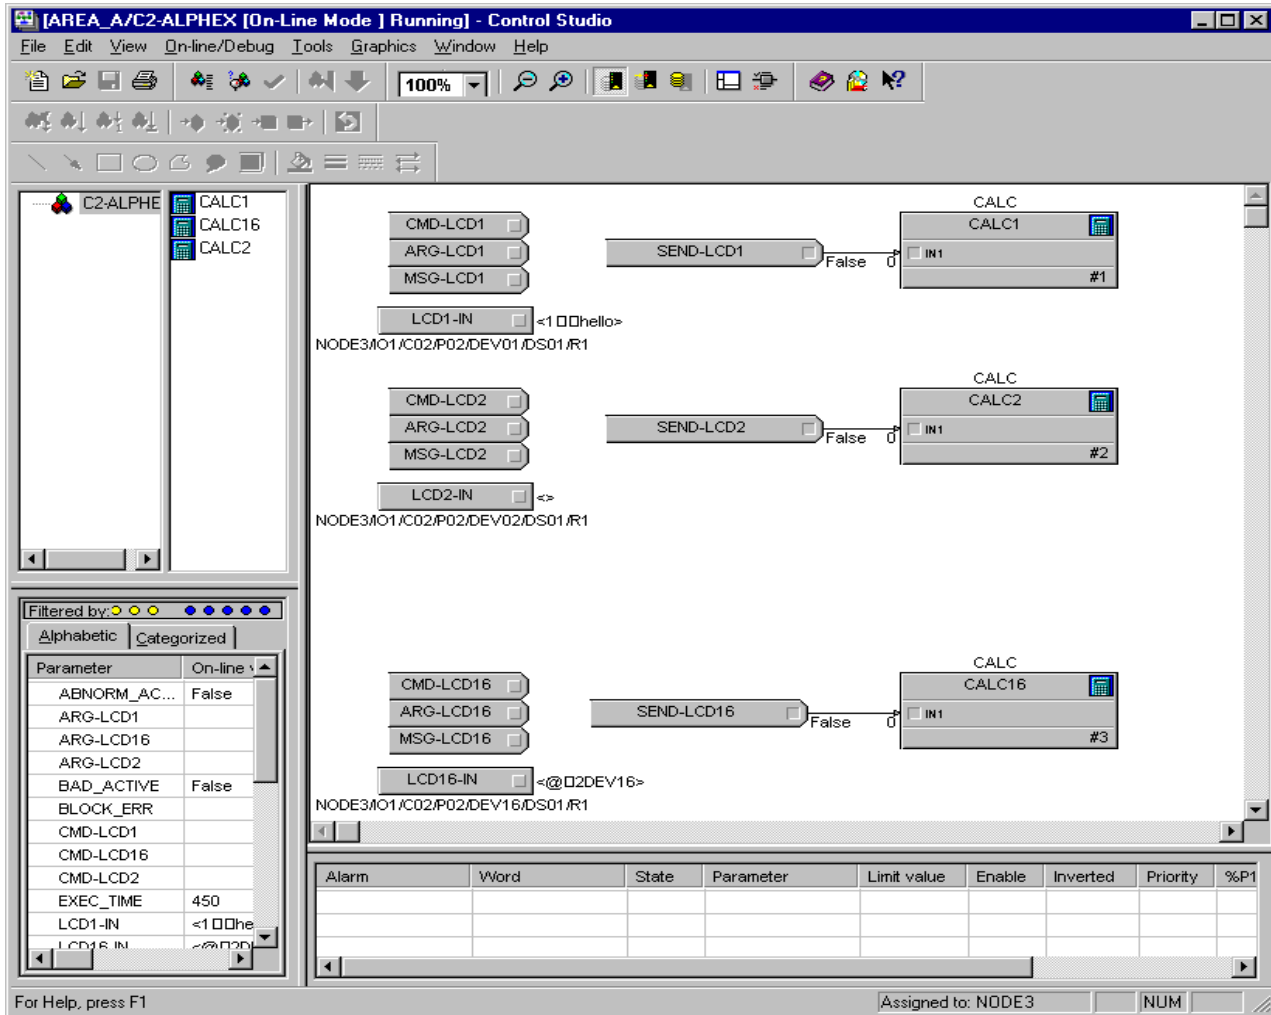 [AREA_A/C2-ALPHEX [On-Line Mode ] Running] - Control Studio
File Edit View On-line/Debug Tools Graphics Window Help
100%
C2-ALPHE
CALC1
CALC16
CALC2
CALC
CMD-LCD1
CALC1
ARG-LCD1
SEND-LCD1
False 0
IN1
MSG-LCD1
#1
LCD1-IN <1□□hello>
NODE3/IO1/C02/P02/DEV01/DS01/R1
CALC
CMD-LCD2
CALC2
ARG-LCD2
SEND-LCD2
False 0
IN1
MSG-LCD2
#2
LCD2-IN <>
NODE3/IO1/C02/P02/DEV02/DS01/R1
CALC
CMD-LCD16
CALC16
ARG-LCD16
SEND-LCD16
False 0
IN1
MSG-LCD16
#3
LCD16-IN <@□2DEV16>
NODE3/IO1/C02/P02/DEV16/DS01/R1
Filtered by:
Alphabetic Categorized
Parameter On-line
ABNORM_AC... False
ARG-LCD1
ARG-LCD16
ARG-LCD2
BAD_ACTIVE False
BLOCK_ERR
CMD-LCD1
CMD-LCD16
CMD-LCD2
EXEC_TIME 450
LCD1-IN <1□□he
LCD16-IN <@□2D
Alarm Word State Parameter Limit value Enable Inverted Priority %P1
For Help, press F1
Assigned to: NODE3 NUM